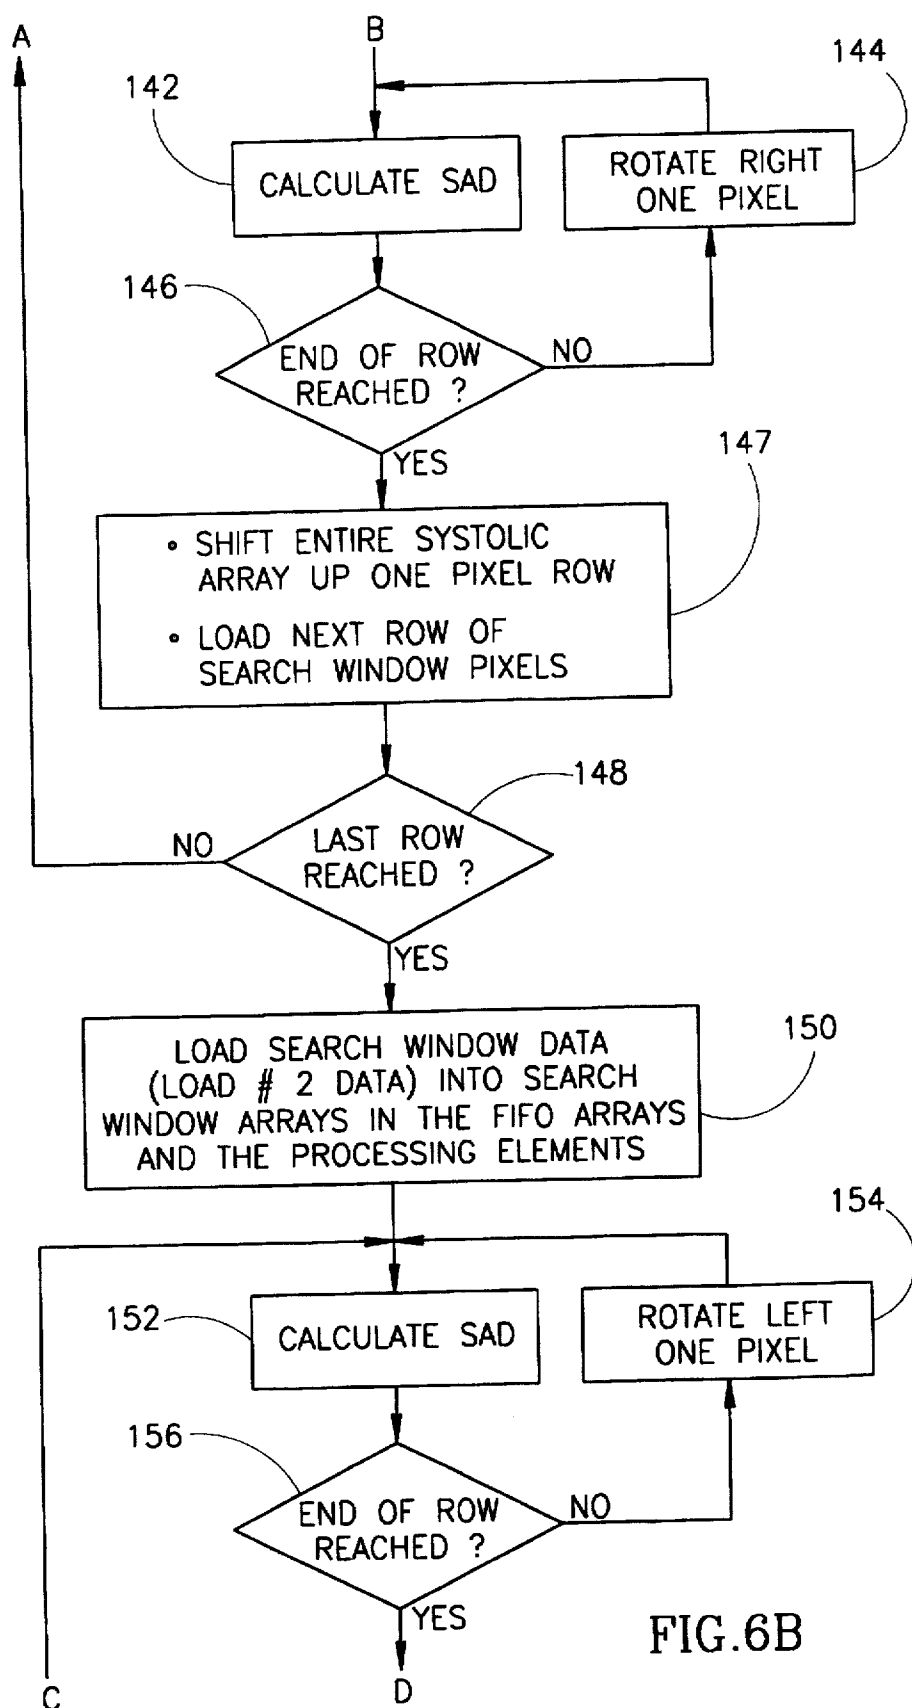 A
B
142
144
CALCULATE SAD
ROTATE RIGHT
ONE PIXEL
146
END OF ROW
REACHED ?
NO
YES
147
• SHIFT ENTIRE SYSTOLIC
ARRAY UP ONE PIXEL ROW
• LOAD NEXT ROW OF
SEARCH WINDOW PIXELS
148
NO
LAST ROW
REACHED ?
YES
150
LOAD SEARCH WINDOW DATA
(LOAD # 2 DATA) INTO SEARCH
WINDOW ARRAYS IN THE FIFO ARRAYS
AND THE PROCESSING ELEMENTS
154
152
CALCULATE SAD
ROTATE LEFT
ONE PIXEL
156
END OF ROW
REACHED ?
NO
YES
FIG.6B
C
D